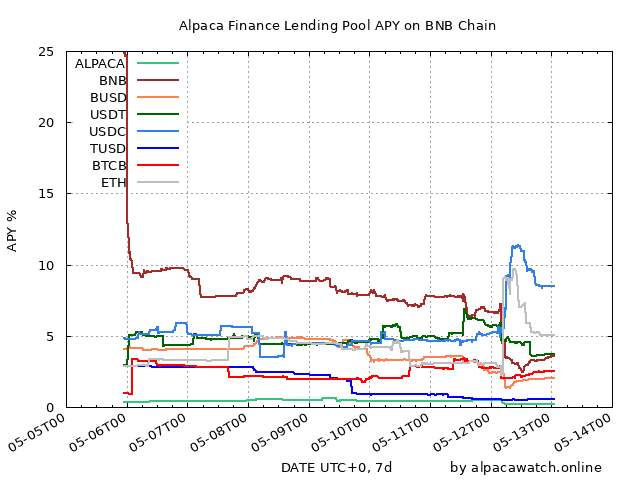 Alpaca Finance Lending Pool APY on BNB Chain
25
20
15
10
5
0
APY %
ALPACA
BNB
BUSD
USDT
USDC
TUSD
BTCB
ETH
05-05T00
05-06T00
05-07T00
05-08T00
05-09T00
05-10T00
05-11T00
05-12T00
05-13T00
05-14T00
DATE UTC+0, 7d
by alpacawatch.online